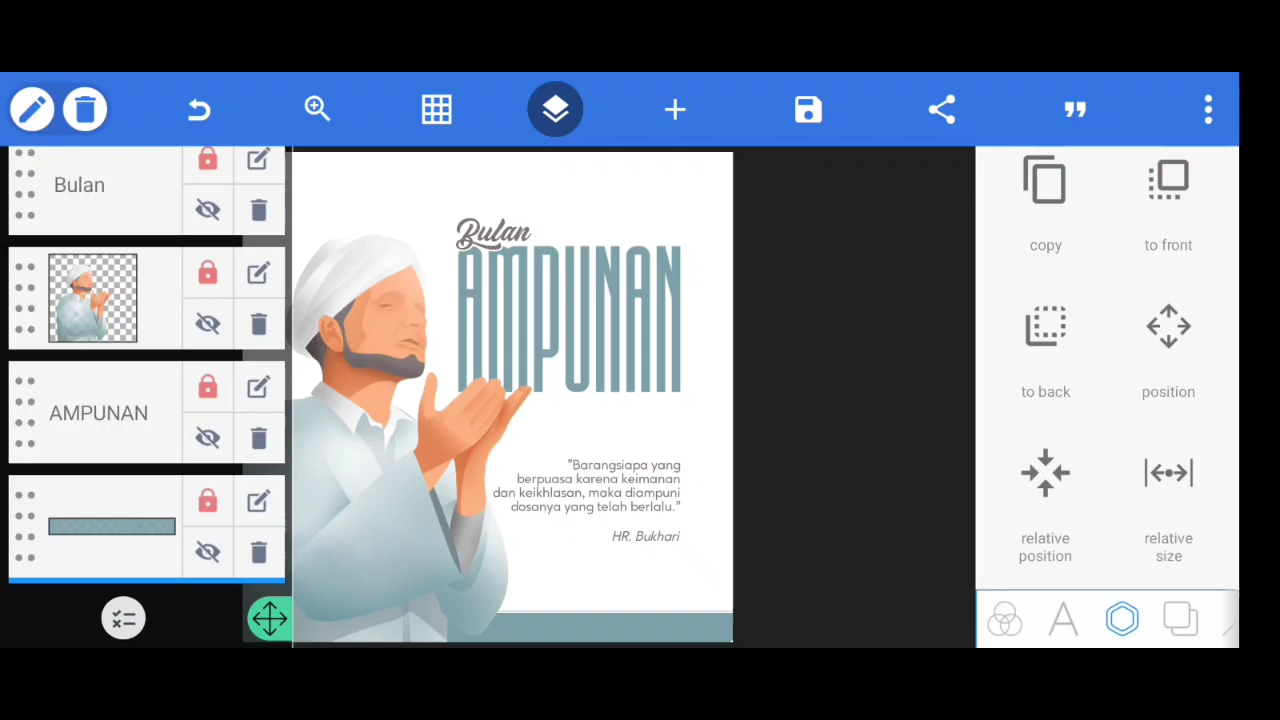 Bulan
AMPUNAN
Bulan
AMPUNAN
"Barangsiapa yang
berpuasa karena keimanan
dan keikhlasan, maka diampuni
dosanya yang telah berlalu."
HR. Bukhari
copy
to front
to back
position
relative
position
relative
size